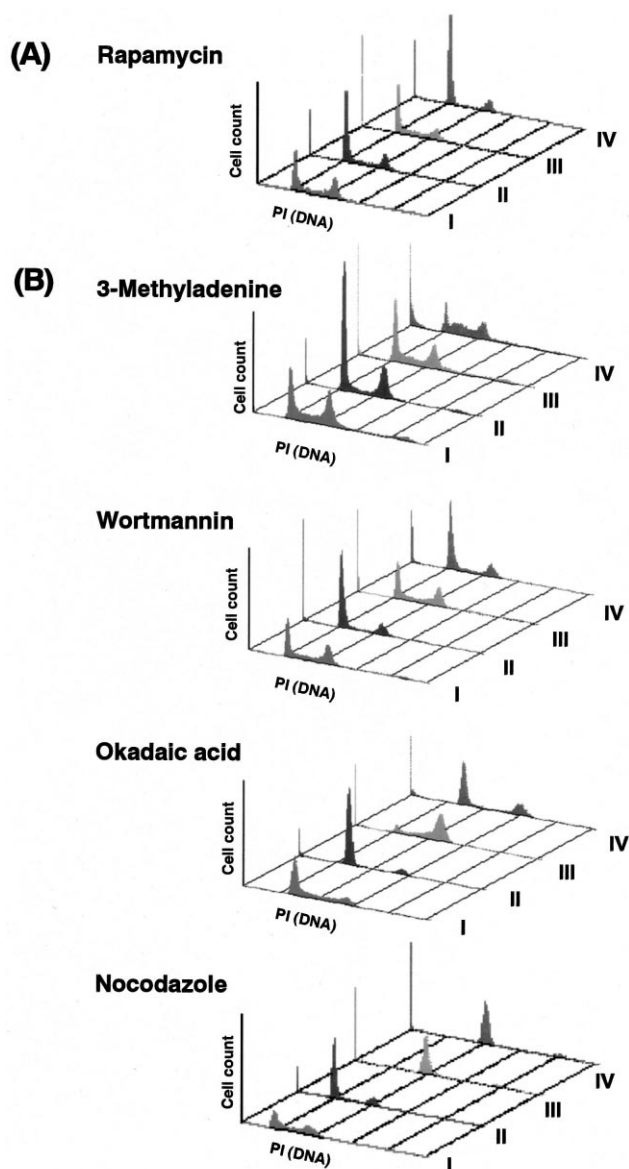 (A) Rapamycin
Cell count
PI (DNA)
I
II
III
IV
(B) 3-Methyladenine
Cell count
PI (DNA)
I
II
III
IV
Wortmannin
Cell count
PI (DNA)
I
II
III
IV
Okadaic acid
Cell count
PI (DNA)
I
II
III
IV
Nocodazole
Cell count
PI (DNA)
I
II
III
IV